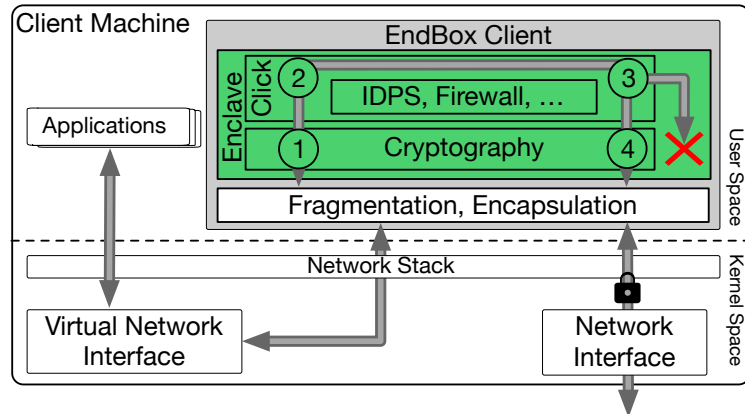 Client Machine
EndBox Client
Enclave
Click
2
3
IDPS, Firewall, ...
Applications
1
Cryptography
4
User Space
Fragmentation, Encapsulation
Network Stack
Kernel Space
Virtual Network
Interface
Network
Interface